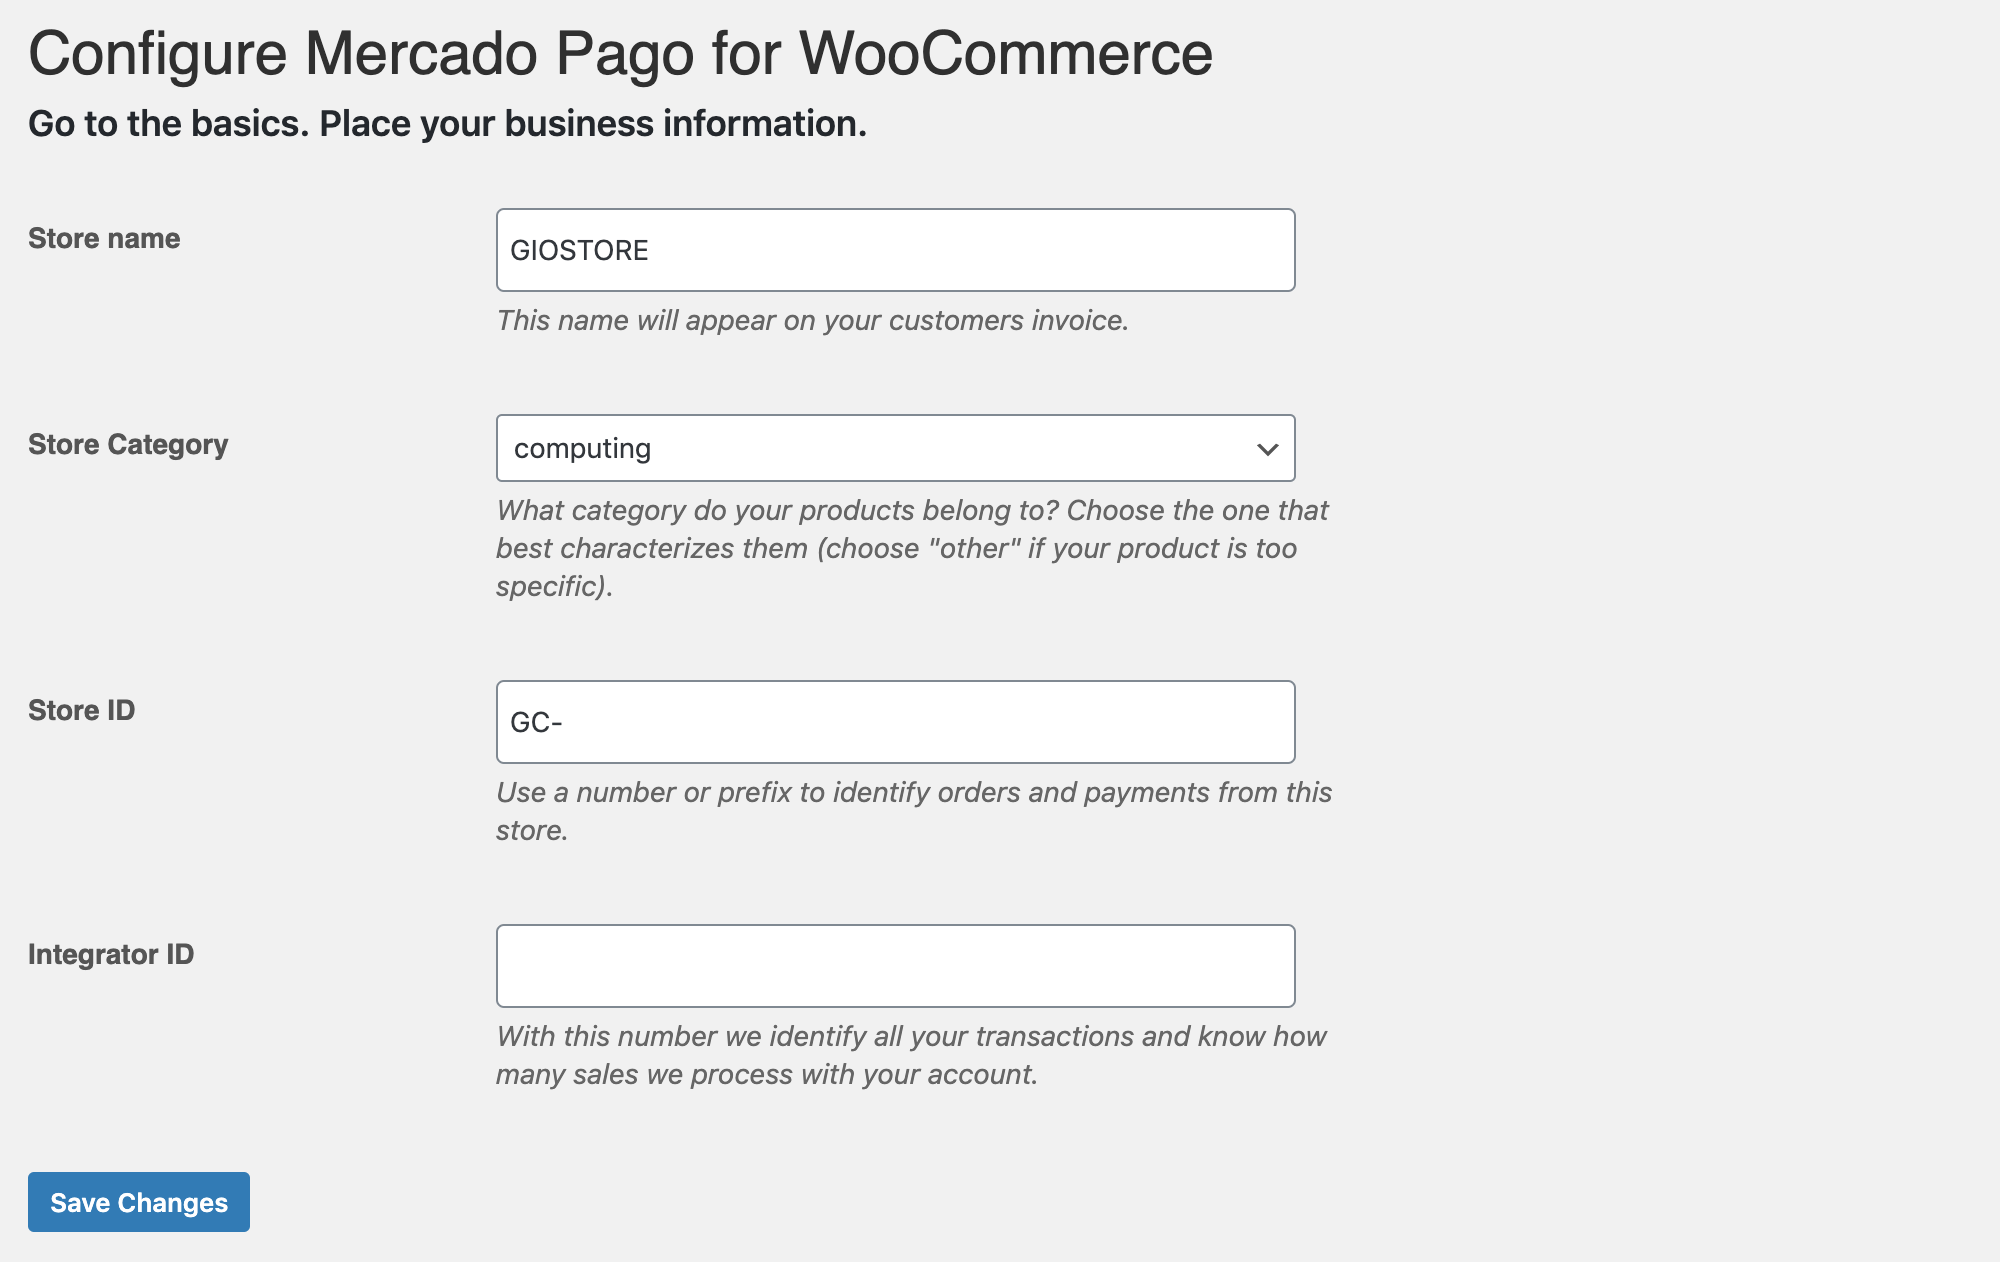 Configure Mercado Pago for WooCommerce
Go to the basics. Place your business information.
Store name
GIOSTORE
This name will appear on your customers invoice.
Store Category
computing
What category do your products belong to? Choose the one that
best characterizes them (choose "other" if your product is too
specific).
Store ID
GC-
Use a number or prefix to identify orders and payments from this
store.
Integrator ID
With this number we identify all your transactions and know how
many sales we process with your account.
Save Changes